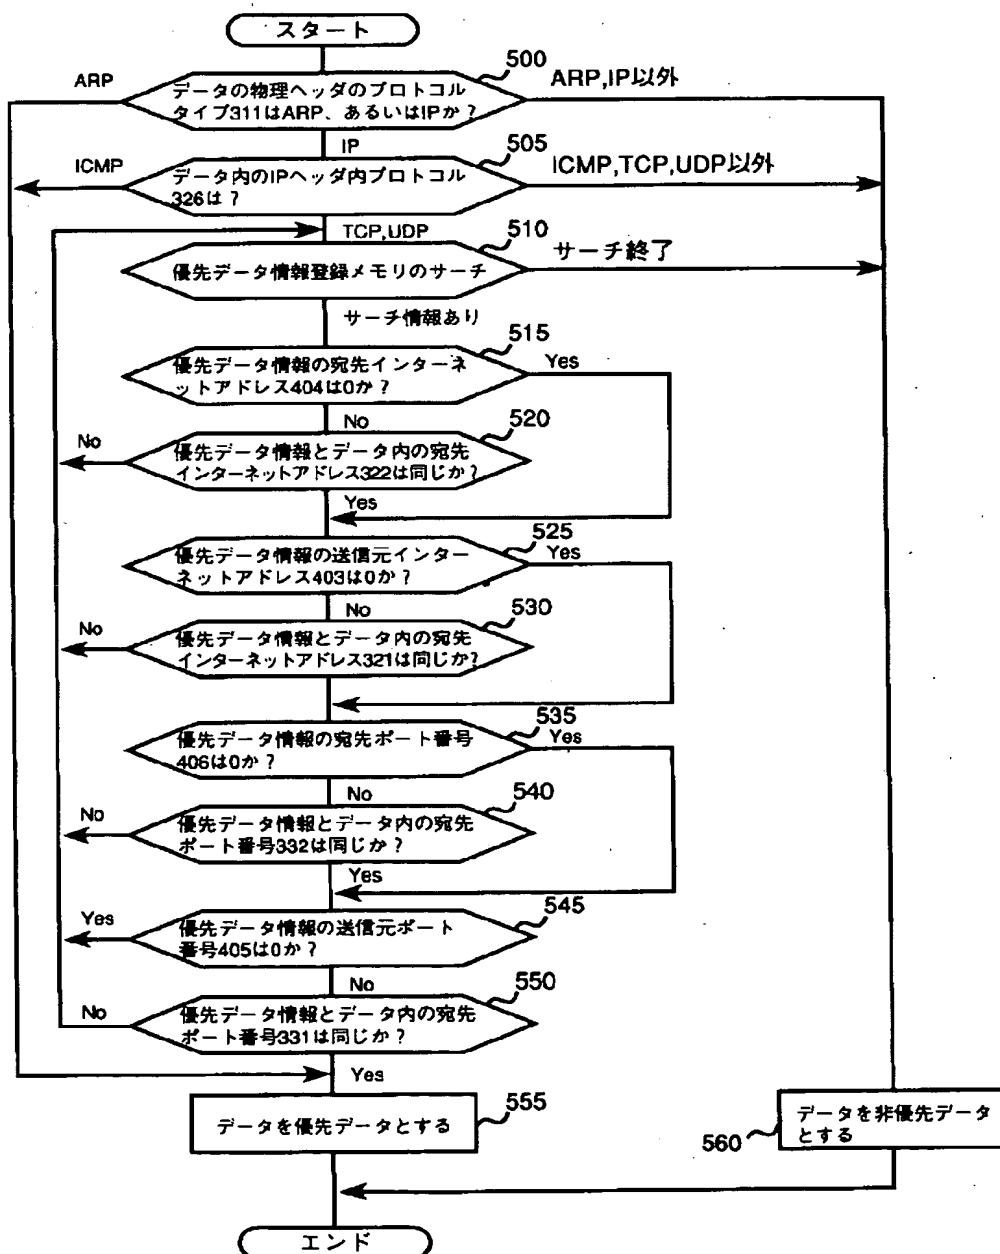 スタート
500
ARP
データの物理ヘッダのプロトコル
タイプ311はARP、あるいはIPか？
ARP,IP以外
IP
505
ICMP
データ内のIPヘッダ内プロトコル
326は？
ICMP,TCP,UDP以外
TCP,UDP
510
優先データ情報登録メモリのサーチ
サーチ終了
サーチ情報あり
515
優先データ情報の宛先インターネ
ットアドレス404は0か？
Yes
No
520
No
優先データ情報とデータ内の宛先
インターネットアドレス322は同じか?
Yes
525
優先データ情報の送信元インター
ネットアドレス403は0か？
Yes
No
530
No
優先データ情報とデータ内の宛先
インターネットアドレス321は同じか?
535
優先データ情報の宛先ポート番号
406は0か？
Yes
No
540
No
優先データ情報とデータ内の宛先
ポート番号332は同じか？
Yes
545
Yes
優先データ情報の送信元ポート
番号405は0か？
No
550
No
優先データ情報とデータ内の宛先
ポート番号331は同じか？
Yes
データを優先データとする
555
データを非優先データ
とする
560
エンド